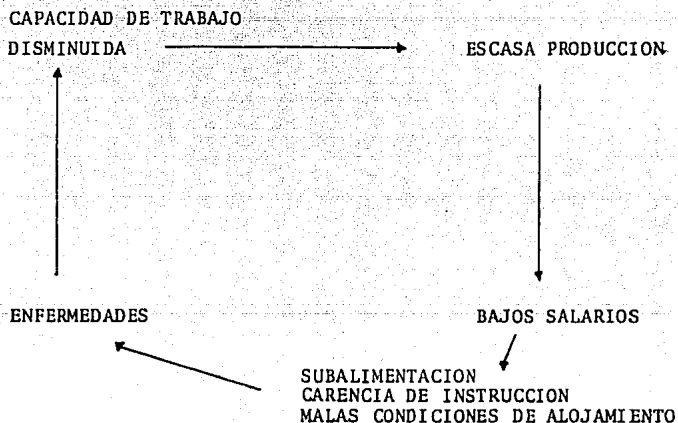 CAPACIDAD DE TRABAJO
DISMINUIDA
ESCASA PRODUCCION
ENFERMEDADES
BAJOS SALARIOS
SUBALIMENTACION
CARENCIA DE INSTRUCCION
MALAS CONDICIONES DE ALOJAMIENTO